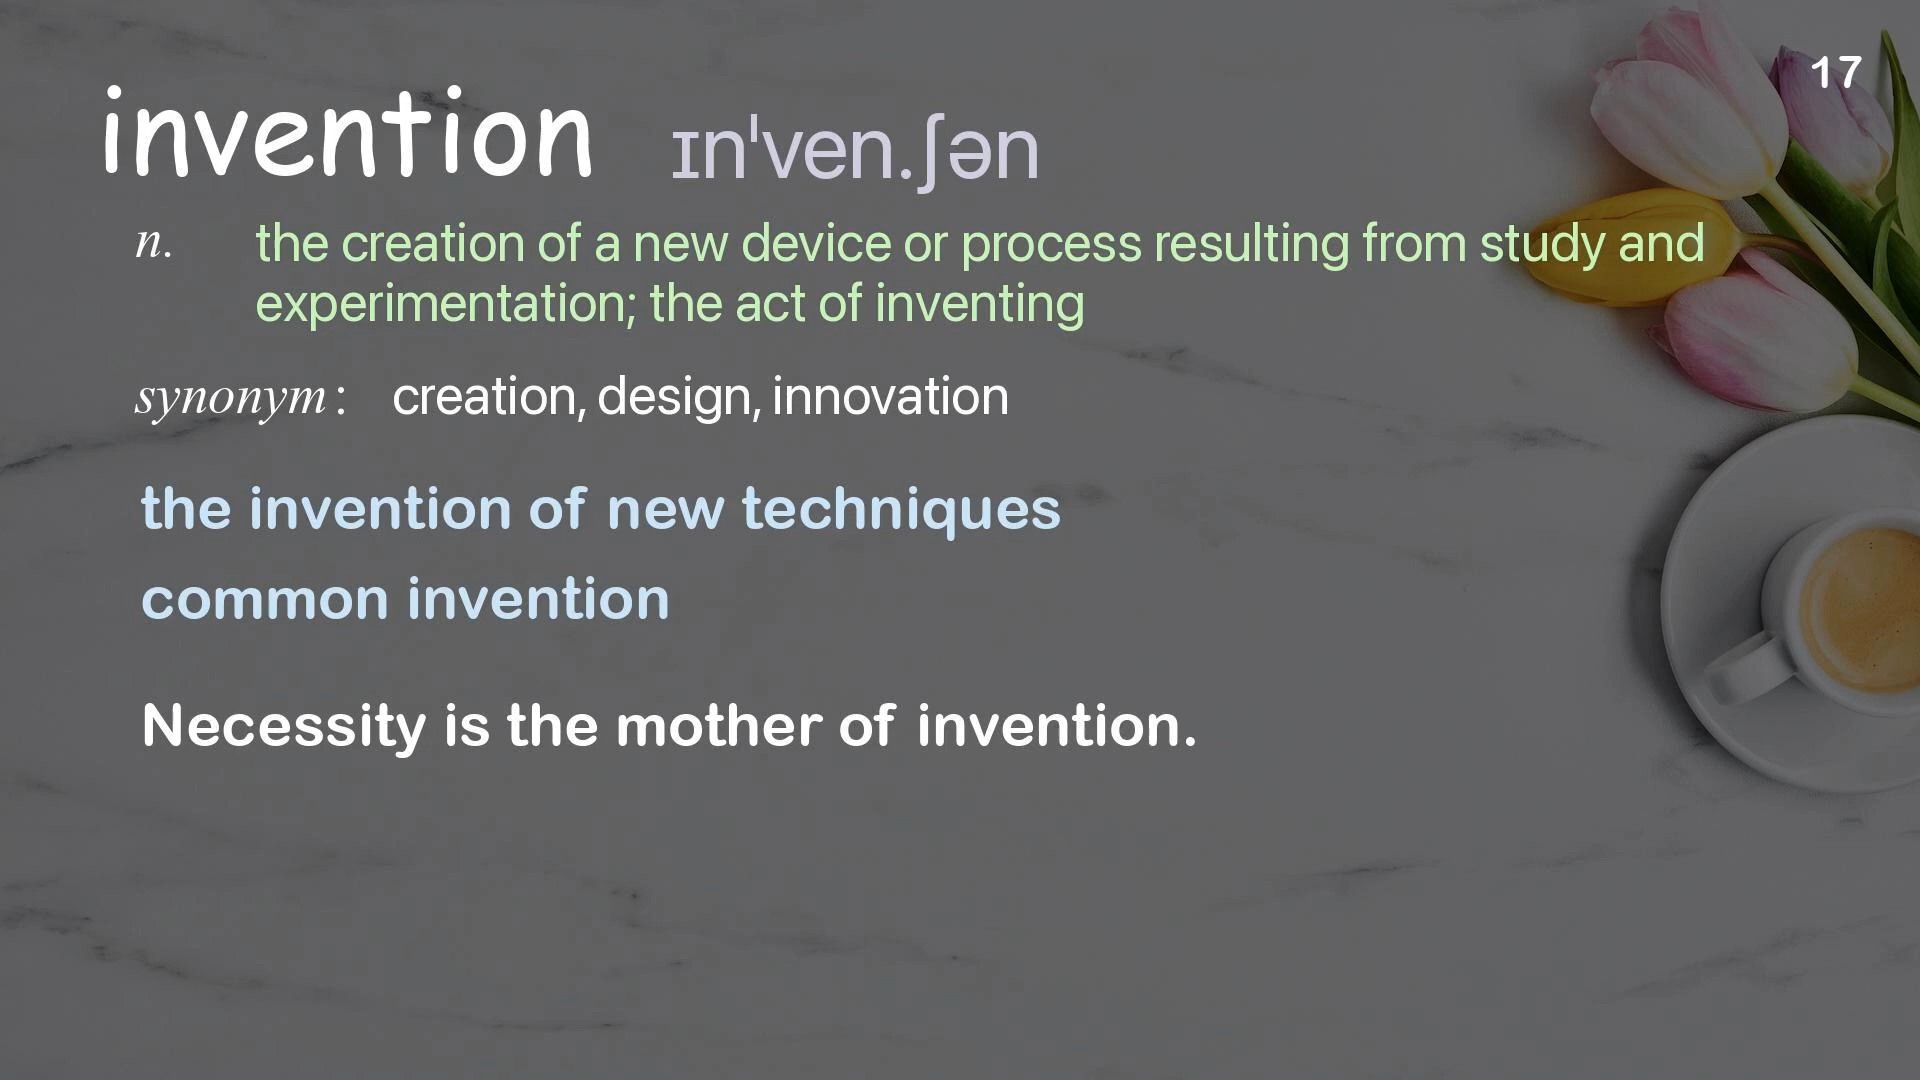 17
invention ɪnˈven.ʃən
n. the creation of a new device or process resulting from study and
experimentation; the act of inventing
synonym: creation, design, innovation
the invention of new techniques
common invention
Necessity is the mother of invention.